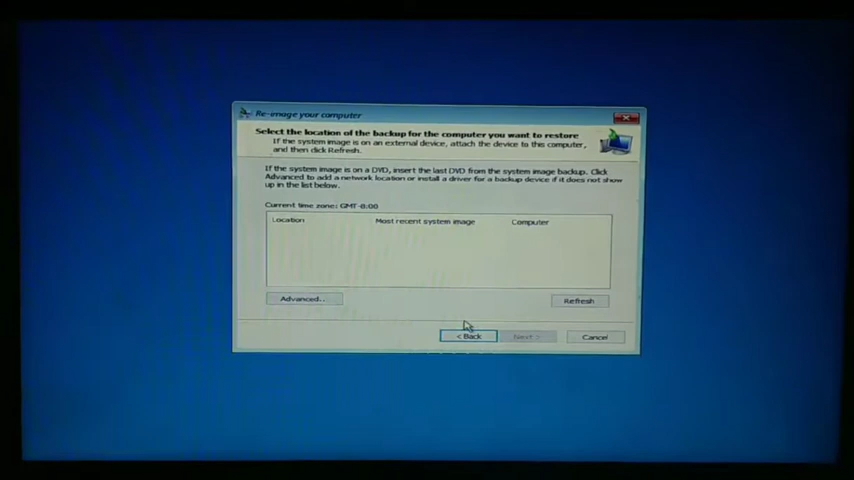 Re-image your computer
Select the location of the backup for the computer you want to restore
If the system image is on an external device, attach the device to this computer,
and then click Refresh.
If the system image is on a DVD, insert the last DVD from the system image backup. Click
Advanced to add a network location or install a driver for a backup device if it does not show
up in the list below.
Current time zone: GMT-8:00
Location Most recent system image Computer
Advanced... Refresh
< Back Next > Cancel